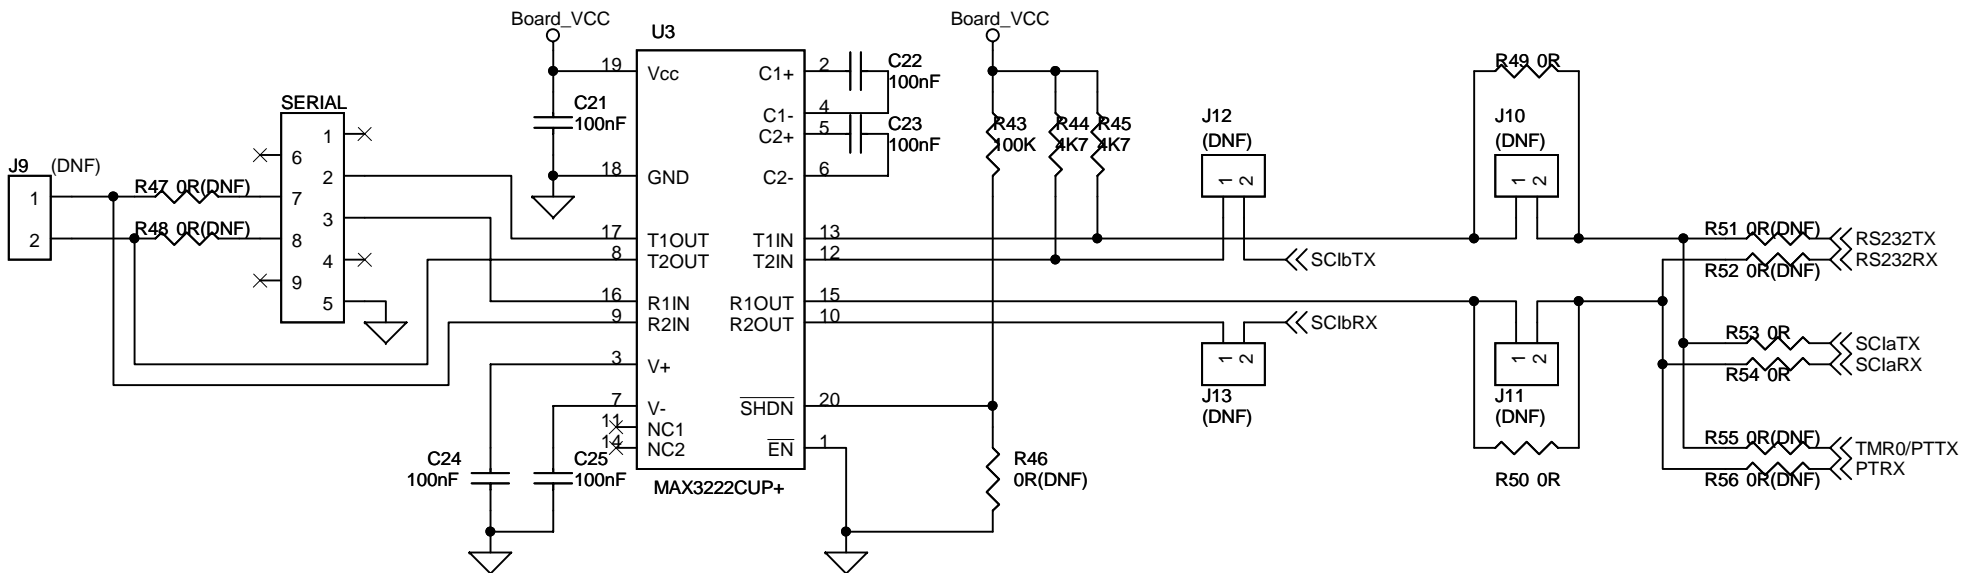 Board_VCC
Board_VCC
U3
19
Vcc
C1+
2
C22
100nF
R49 0R
SERIAL
C21
100nF
C1-
4
C2+
5
C23
100nF
R43
100K
R44
4K7
R45
4K7
J12
(DNF)
J10
(DNF)
J9
(DNF)
1
2
R47 0R(DNF)
R48 0R(DNF)
1
6
2
7
3
8
4
9
5
18
GND
C2-
6
1
2
1
2
17
T1OUT
T1IN
13
8
T2OUT
T2IN
12
SCIbTX
R51 0R(DNF)
RS232TX
RS232RX
R52 0R(DNF)
16
R1IN
R1OUT
15
9
R2IN
R2OUT
10
SCIbRX
1
2
1
2
R53 0R
SCIaTX
SCIaRX
R54 0R
3
V+
J13
(DNF)
J11
(DNF)
7
V-
SHDN
20
11
NC1
14
NC2
EN
1
R55 0R(DNF)
TMR0/PTTX
PTRX
R56 0R(DNF)
C24
100nF
C25
100nF
R46
0R(DNF)
R50 0R
MAX3222CUP+